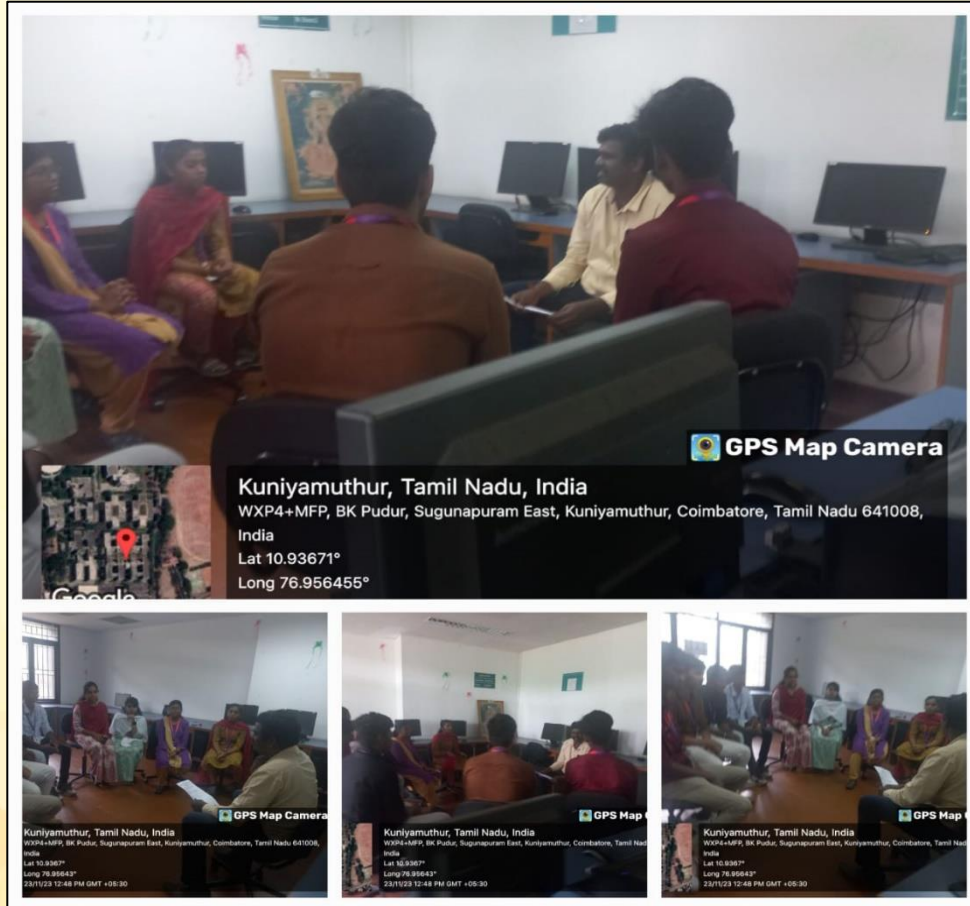 GPS Map Camera
Kuniyamuthur, Tamil Nadu, India
WXP4+MFP, BK Pudur, Sugunapuram East, Kuniyamuthur, Coimbatore, Tamil Nadu 641008,
India
Lat 10.93671°
Long 76.956455°
Google
GPS Map Camera
Kuniyamuthur, Tamil Nadu, India
WXP4+MFP, BK Pudur, Sugunapuram East, Kuniyamuthur, Coimbatore, Tamil Nadu 641008,
India
Lat 10.9367°
Long 76.95643°
23/11/23 12:48 PM GMT +05:30
GPS Map
Kuniyamuthur, Tamil Nadu, India
WXP4+MFP, BK Pudur, Sugunapuram East, Kuniyamuthur, Coimbatore, Tamil Nad
India
Lat 10.9367°
Long 76.95643°
23/11/23 12:48 PM GMT +05:30
GPS Map
Kuniyamuthur, Tamil Nadu, India
WXP4+MFP, BK Pudur, Sugunapuram East, Kuniyamuthur, Coimbatore, Tamil Nad
India
Lat 10.9367°
Long 76.95643°
23/11/23 12:48 PM GMT +05:30